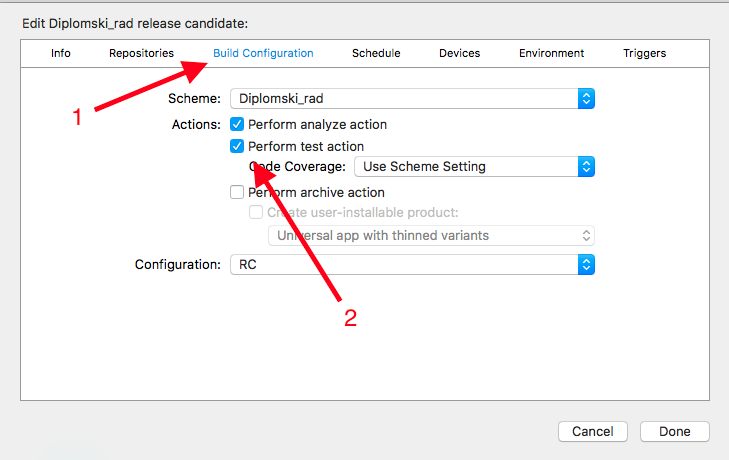 Edit Diplomski_rad release candidate:
Info Repositories Build Configuration Schedule Devices Environment Triggers
1
Scheme: Diplomski_rad
Actions: Perform analyze action
Perform test action
Code Coverage: Use Scheme Setting
Perform archive action
Create user-installable product:
Universal app with thinned variants
Configuration: RC
2
Cancel Done